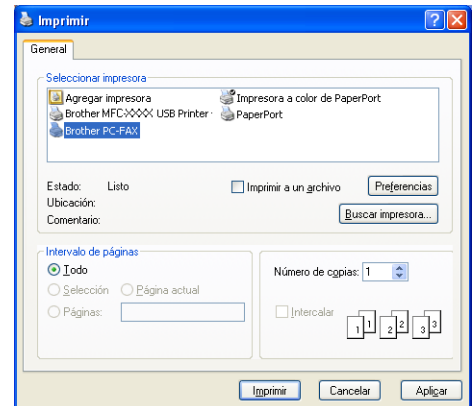 Imprimir
General
Seleccionar impresora
Agregar impresora
Impresora a color de PaperPort
Brother MFC-XXXX USB Printer
PaperPort
Brother PC-FAX
Estado: Listo
Imprimir a un archivo
Preferencias
Ubicación:
Comentario:
Buscar impresora...
Intervalo de páginas
Todo
Número de copias: 1
Selección Página actual
Páginas:
Intercalar
1 1 2 2 3 3
Imprimir Cancelar Aplicar